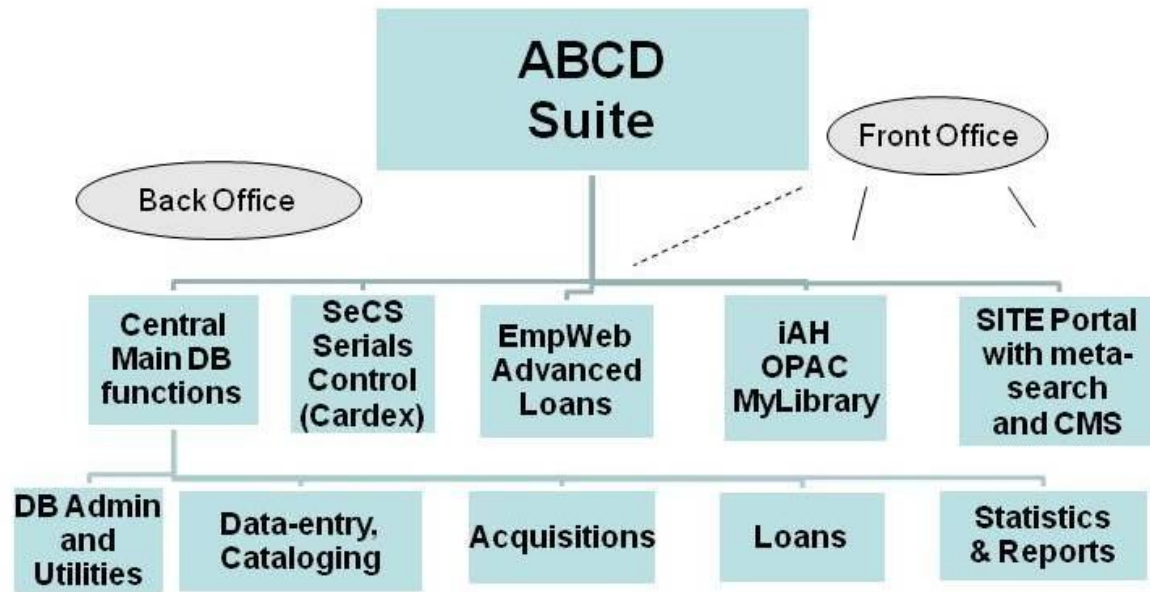 ABCD
Suite
Front Office
Back Office
Central
Main DB
functions
SeCS
Serials
Control
(Cardex)
EmpWeb
Advanced
Loans
iAH
OPAC
MyLibrary
SITE Portal
with meta-
search
and CMS
DB Admin
and
Utilities
Data-entry,
Cataloging
Acquisitions
Loans
Statistics
& Reports